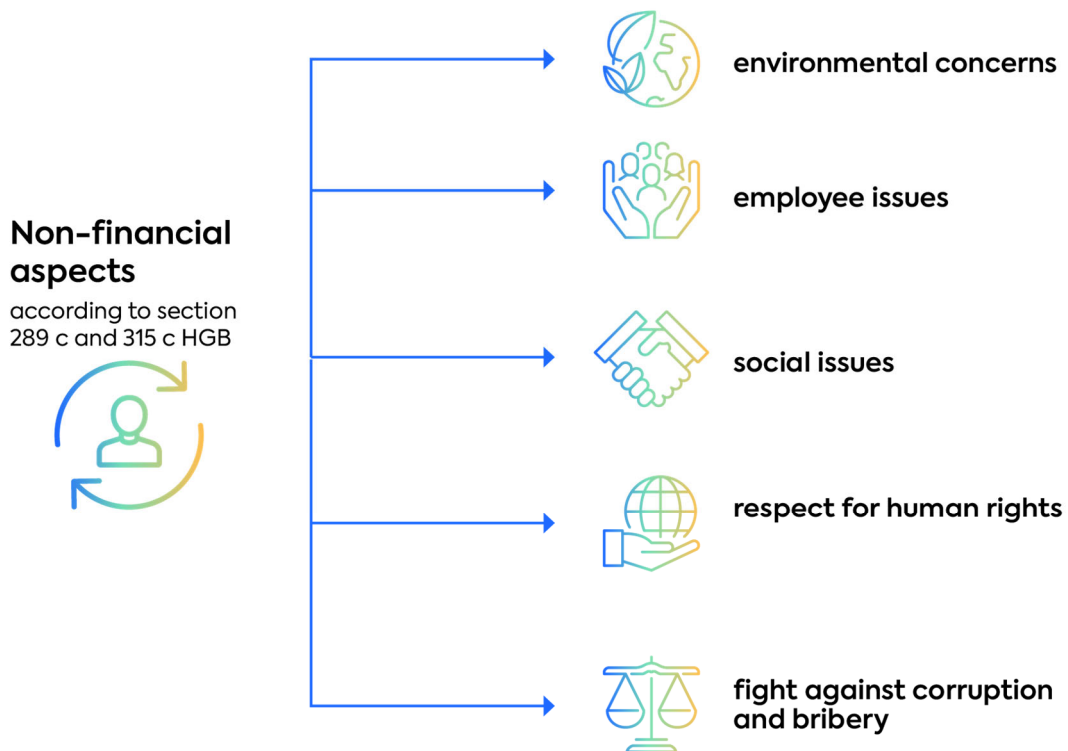 Non-financial
aspects
according to section
289 c and 315 c HGB
environmental concerns
employee issues
social issues
respect for human rights
fight against corruption
and bribery